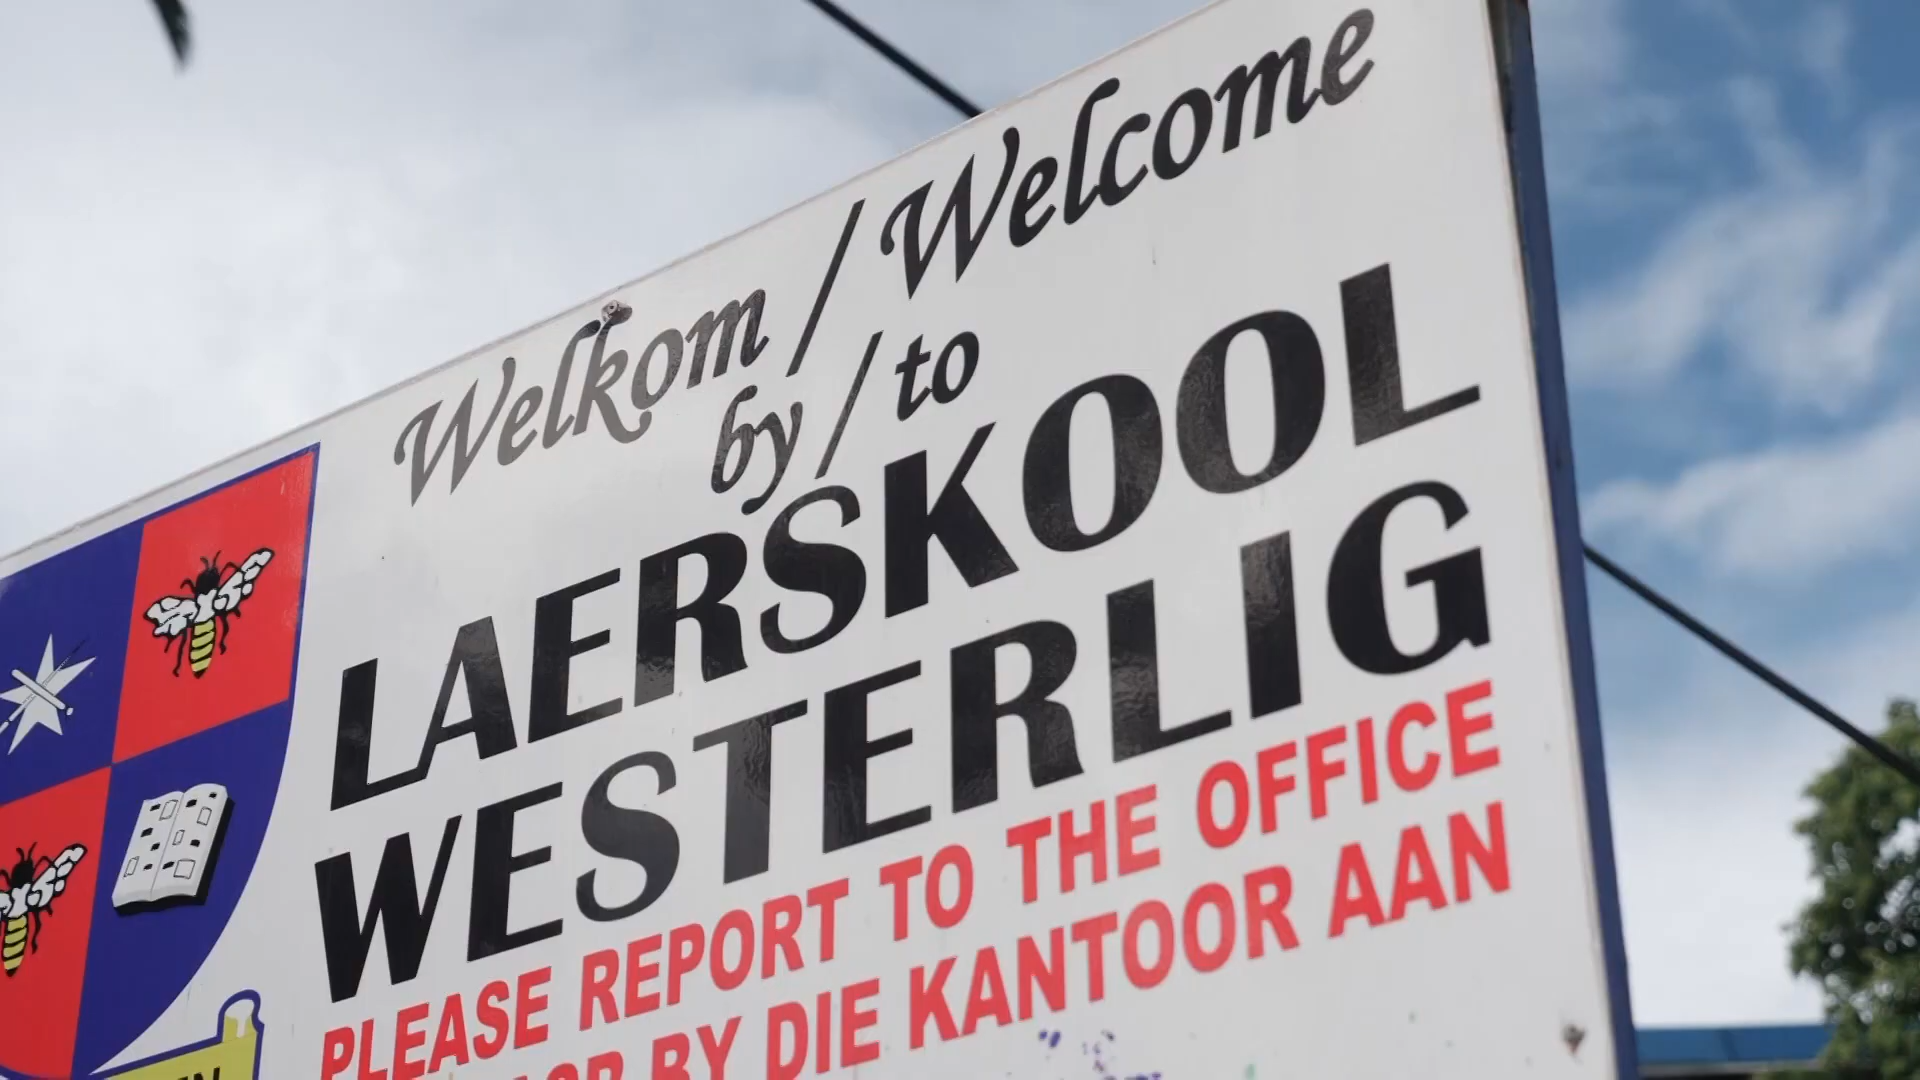 Welkom / Welcome
by / to
LAERSKOOL
WESTERLIG
PLEASE REPORT TO THE OFFICE
BY DIE KANTOOR AAN